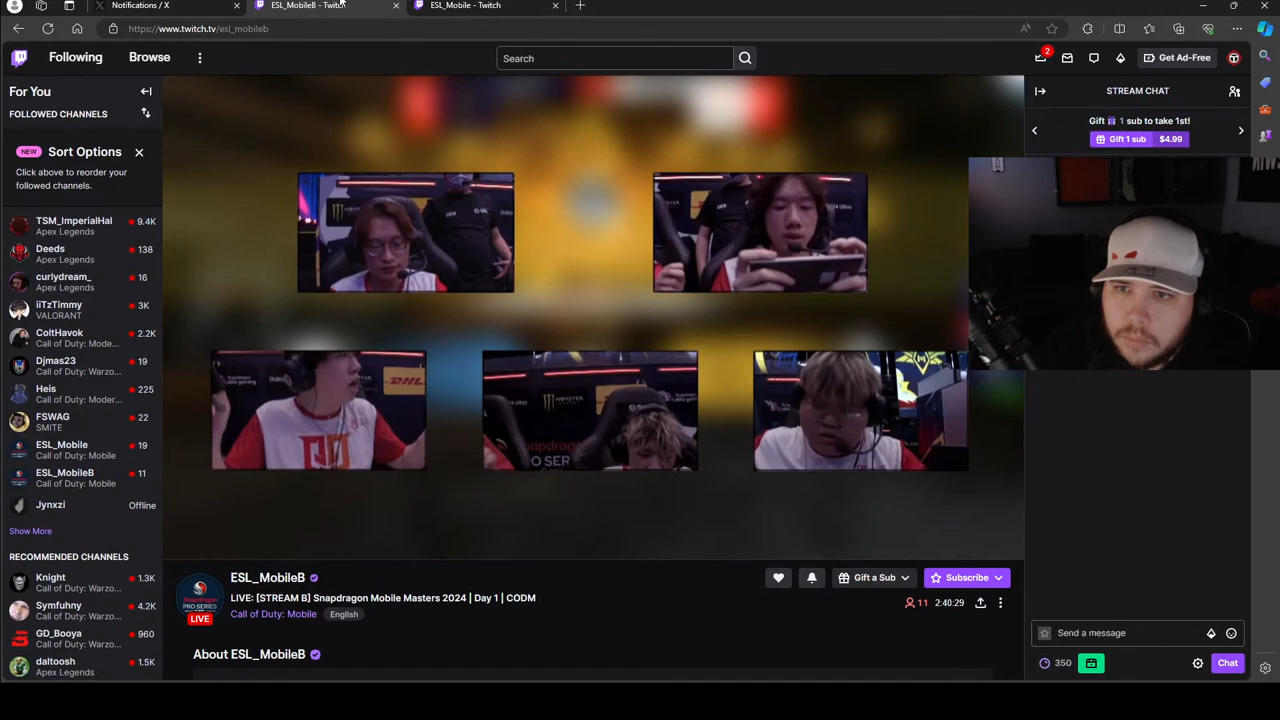 Notifications / X
ESL_MobileB - Twitch
ESL_Mobile - Twitch
https://www.twitch.tv/esl_mobileb
Following
Browse
Search
2
Get Ad-Free
For You
FOLLOWED CHANNELS
NEW Sort Options
Click above to reorder your
followed channels.
TSM_ImperialHal 9.4K
Apex Legends
Deeds 138
Apex Legends
curlydream_ 16
Apex Legends
iiTzTimmy 3K
VALORANT
ColtHavok 2.2K
Call of Duty: Mode...
Djmas23 19
Call of Duty: Warzo...
Heis 225
Call of Duty: Moder...
FSWAG 22
SMITE
ESL_Mobile 19
Call of Duty: Mobile
ESL_MobileB 11
Call of Duty: Mobile
Jynxzi Offline
Show More
RECOMMENDED CHANNELS
Knight 1.3K
Call of Duty: Warzo...
Symfuhny 4.2K
Call of Duty: Warzo...
GD_Booya 960
Call of Duty: Warzo...
daltoosh 1.5K
Apex Legends
DHL
PRO SERIES
LIVE
ESL_MobileB
LIVE: [STREAM B] Snapdragon Mobile Masters 2024 | Day 1 | CODM
Call of Duty: Mobile English
Gift a Sub
Subscribe
11 2:40:29
About ESL_MobileB
STREAM CHAT
Gift 1 sub to take 1st!
Gift 1 sub $4.99
Send a message
350
Chat